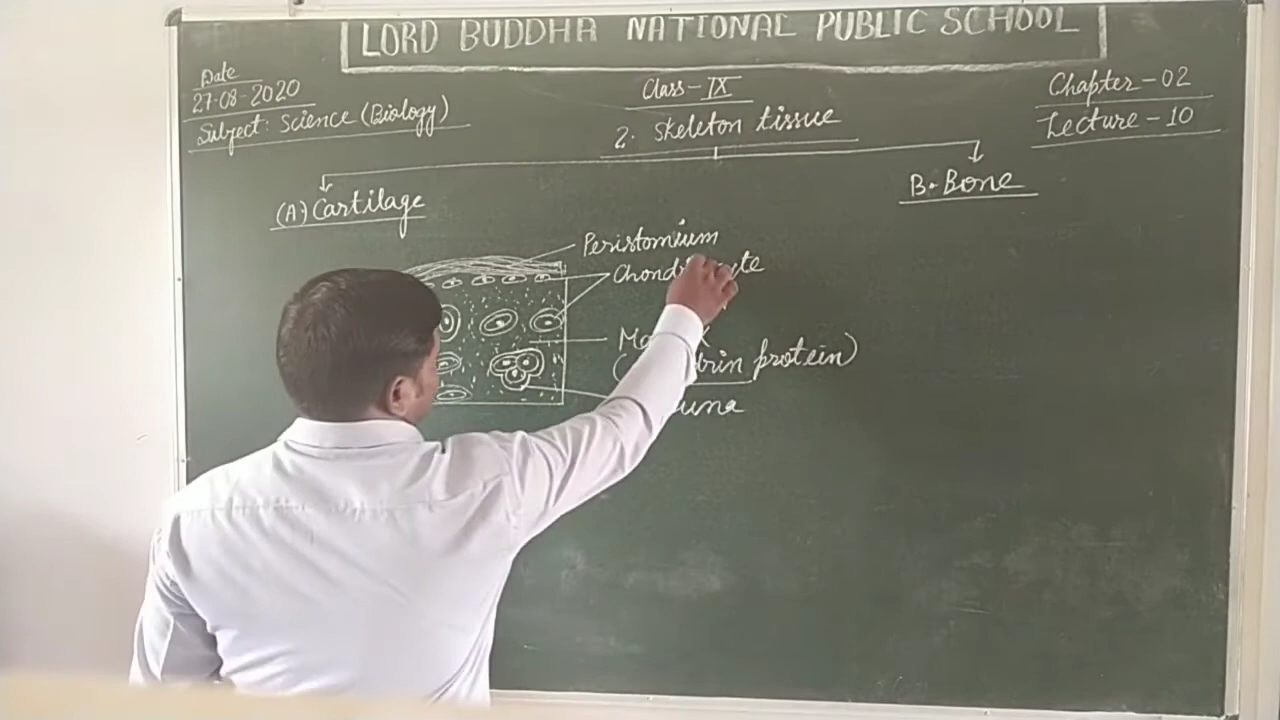 LORD BUDDHA NATIONAL PUBLIC SCHOOL
Date
27-08-2020
Subject: Science (Biology)
Class-IX
2. Skeleton tissue
Chapter-02
Lecture-10
(A) Cartilage
B. Bone
Peristomium
protein)